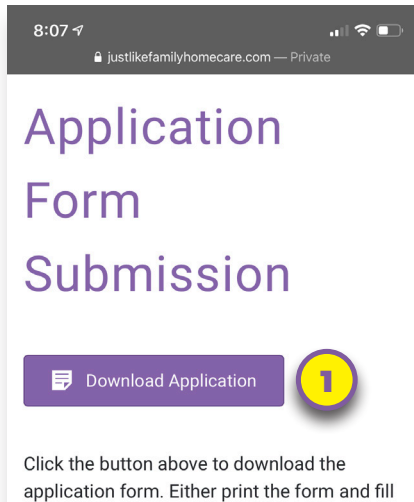 8:07
justlikefamilyhomecare.com — Private
Application
Form
Submission
Download Application
1
Click the button above to download the
application form. Either print the form and fill